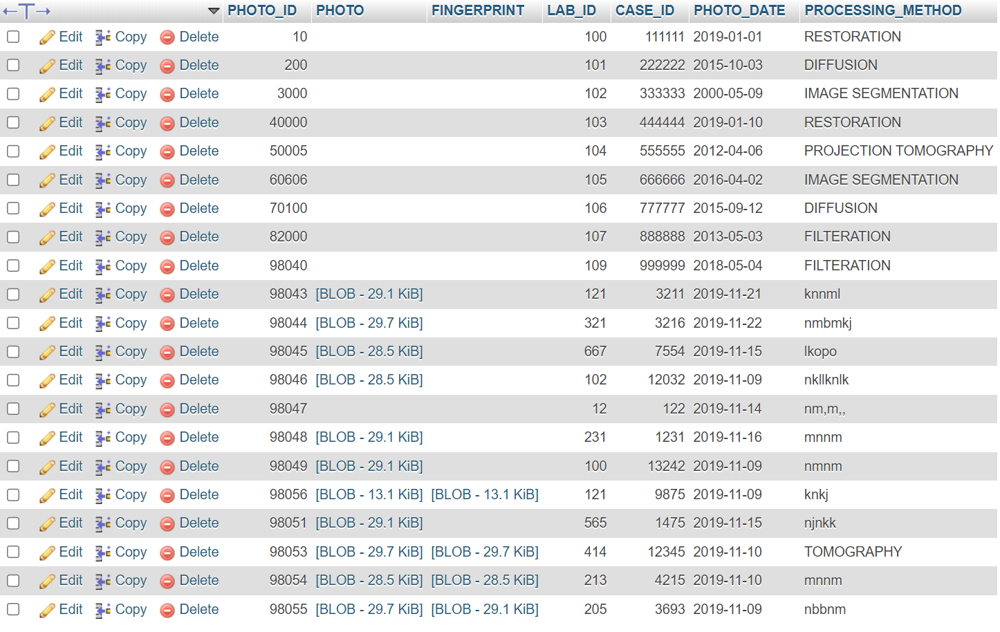 PHOTO_ID PHOTO FINGERPRINT LAB_ID CASE_ID PHOTO_DATE PROCESSING_METHOD
Edit Copy Delete 10 100 111111 2019-01-01 RESTORATION
Edit Copy Delete 200 101 222222 2015-10-03 DIFFUSION
Edit Copy Delete 3000 102 333333 2000-05-09 IMAGE SEGMENTATION
Edit Copy Delete 40000 103 444444 2019-01-10 RESTORATION
Edit Copy Delete 50005 104 555555 2012-04-06 PROJECTION TOMOGRAPHY
Edit Copy Delete 60606 105 666666 2016-04-02 IMAGE SEGMENTATION
Edit Copy Delete 70100 106 777777 2015-09-12 DIFFUSION
Edit Copy Delete 82000 107 888888 2013-05-03 FILTERATION
Edit Copy Delete 98040 109 999999 2018-05-04 FILTERATION
Edit Copy Delete 98043 [BLOB - 29.1 KiB] 121 3211 2019-11-21 knnml
Edit Copy Delete 98044 [BLOB - 29.7 KiB] 321 3216 2019-11-22 nmbmkj
Edit Copy Delete 98045 [BLOB - 28.5 KiB] 667 7554 2019-11-15 lkopo
Edit Copy Delete 98046 [BLOB - 28.5 KiB] 102 12032 2019-11-09 nkllknlk
Edit Copy Delete 98047 12 122 2019-11-14 nm,m,,
Edit Copy Delete 98048 [BLOB - 29.1 KiB] 231 1231 2019-11-16 mnnm
Edit Copy Delete 98049 [BLOB - 29.1 KiB] 100 13242 2019-11-09 nmnm
Edit Copy Delete 98056 [BLOB - 13.1 KiB] [BLOB - 13.1 KiB] 121 9875 2019-11-09 knkj
Edit Copy Delete 98051 [BLOB - 29.1 KiB] 565 1475 2019-11-15 njnkk
Edit Copy Delete 98053 [BLOB - 29.7 KiB] [BLOB - 29.7 KiB] 414 12345 2019-11-10 TOMOGRAPHY
Edit Copy Delete 98054 [BLOB - 28.5 KiB] [BLOB - 28.5 KiB] 213 4215 2019-11-10 mnnm
Edit Copy Delete 98055 [BLOB - 29.7 KiB] [BLOB - 29.1 KiB] 205 3693 2019-11-09 nbbnm